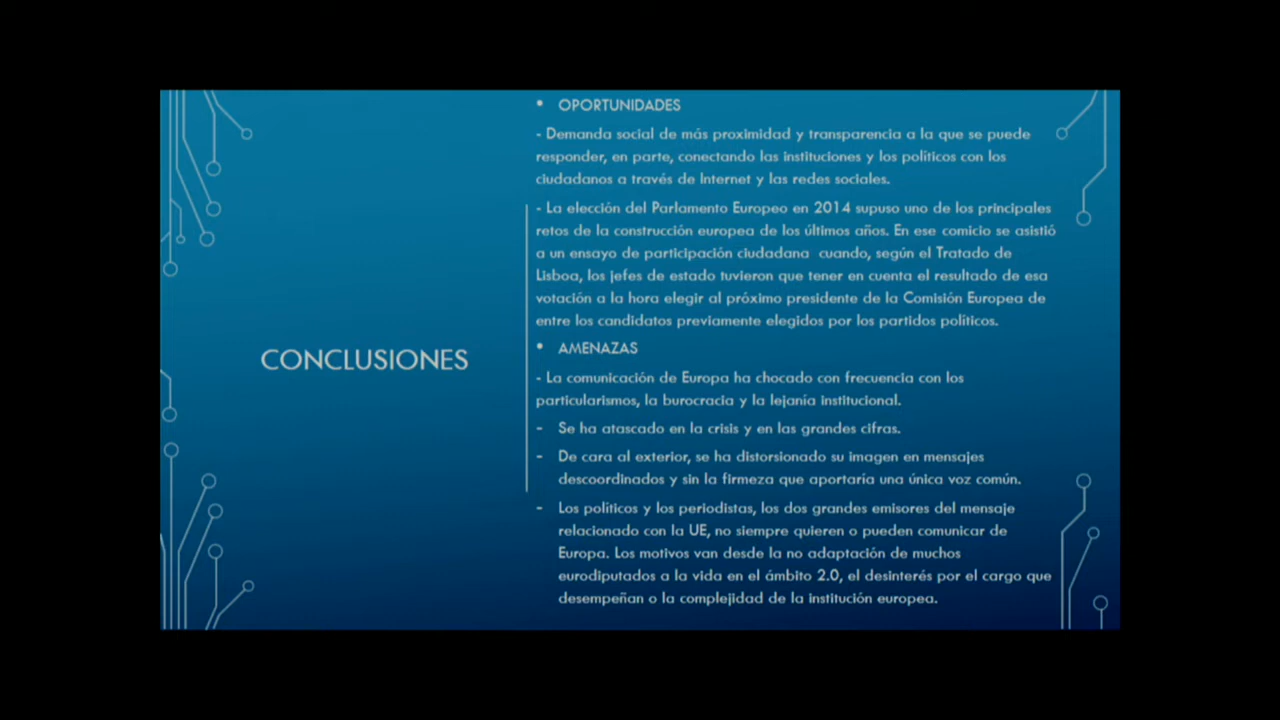 CONCLUSIONES
• OPORTUNIDADES
- Demanda social de más proximidad y transparencia a la que se puede
responder, en parte, conectando las instituciones y los políticos con los
ciudadanos a través de Internet y las redes sociales.
- La elección del Parlamento Europeo en 2014 supuso uno de los principales
retos de la construcción europea de los últimos años. En ese comicio se asistió
a un ensayo de participación ciudadana cuando, según el Tratado de
Lisboa, los jefes de estado tuvieron que tener en cuenta el resultado de esa
votación a la hora elegir al próximo presidente de la Comisión Europea de
entre los candidatos previamente elegidos por los partidos políticos.
• AMENAZAS
- La comunicación de Europa ha chocado con frecuencia con los
particularismos, la burocracia y la lejanía institucional.
- Se ha atascado en la crisis y en las grandes cifras.
- De cara al exterior, se ha distorsionado su imagen en mensajes
descoordinados y sin la firmeza que aportaría una única voz común.
- Los políticos y los periodistas, los dos grandes emisores del mensaje
relacionado con la UE, no siempre quieren o pueden comunicar de
Europa. Los motivos van desde la no adaptación de muchos
eurodiputados a la vida en el ámbito 2.0, el desinterés por el cargo que
desempeñan o la complejidad de la institución europea.